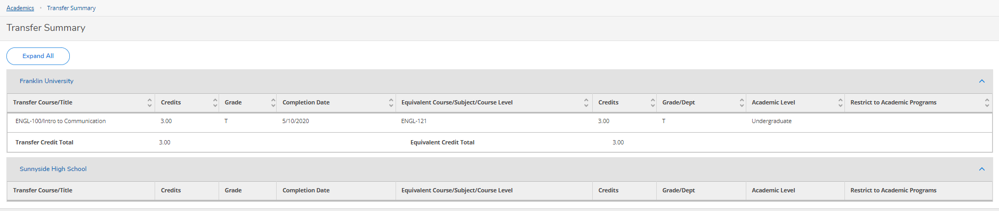 Academics • Transfer Summary
Transfer Summary
Expand All
Franklin University
Transfer Course/Title Credits Grade Completion Date Equivalent Course/Subject/Course Level Credits Grade/Dept Academic Level Restrict to Academic Programs
ENGL-100/Intro to Communication 3.00 T 5/10/2020 ENGL-121 3.00 T Undergraduate
Transfer Credit Total 3.00 Equivalent Credit Total 3.00
Sunnyside High School
Transfer Course/Title Credits Grade Completion Date Equivalent Course/Subject/Course Level Credits Grade/Dept Academic Level Restrict to Academic Programs